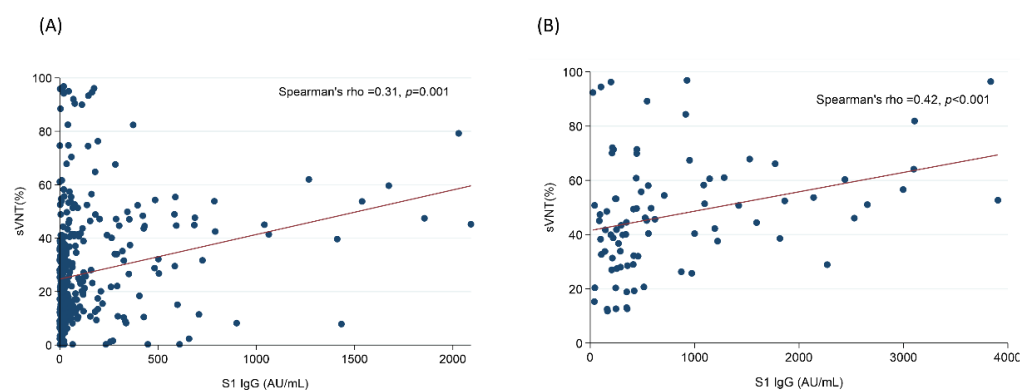 (A)
(B)
Spearman's rho =0.31, p=0.001
sVNT(%)
100
80
60
40
20
0
0
500
1000
1500
2000
S1 IgG (AU/mL)
Spearman's rho =0.42, p<0.001
sVNT(%)
100
80
60
40
20
0
0
1000
2000
3000
4000
S1 IgG (AU/mL)